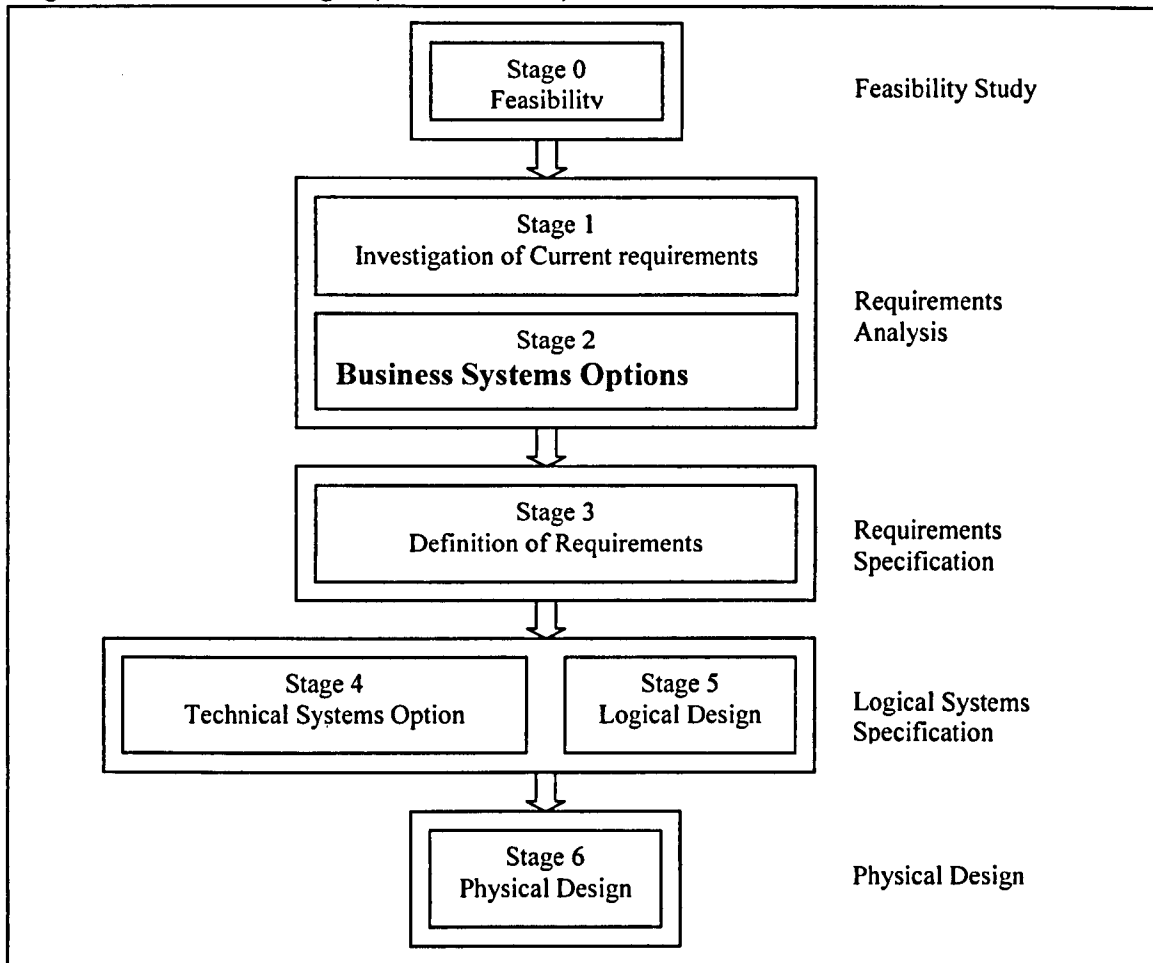 Stage 0
Feasibility
Feasibility Study
Stage 1
Investigation of Current requirements
Stage 2
Business Systems Options
Requirements
Analysis
Stage 3
Definition of Requirements
Requirements
Specification
Stage 4
Technical Systems Option
Stage 5
Logical Design
Logical Systems
Specification
Stage 6
Physical Design
Physical Design